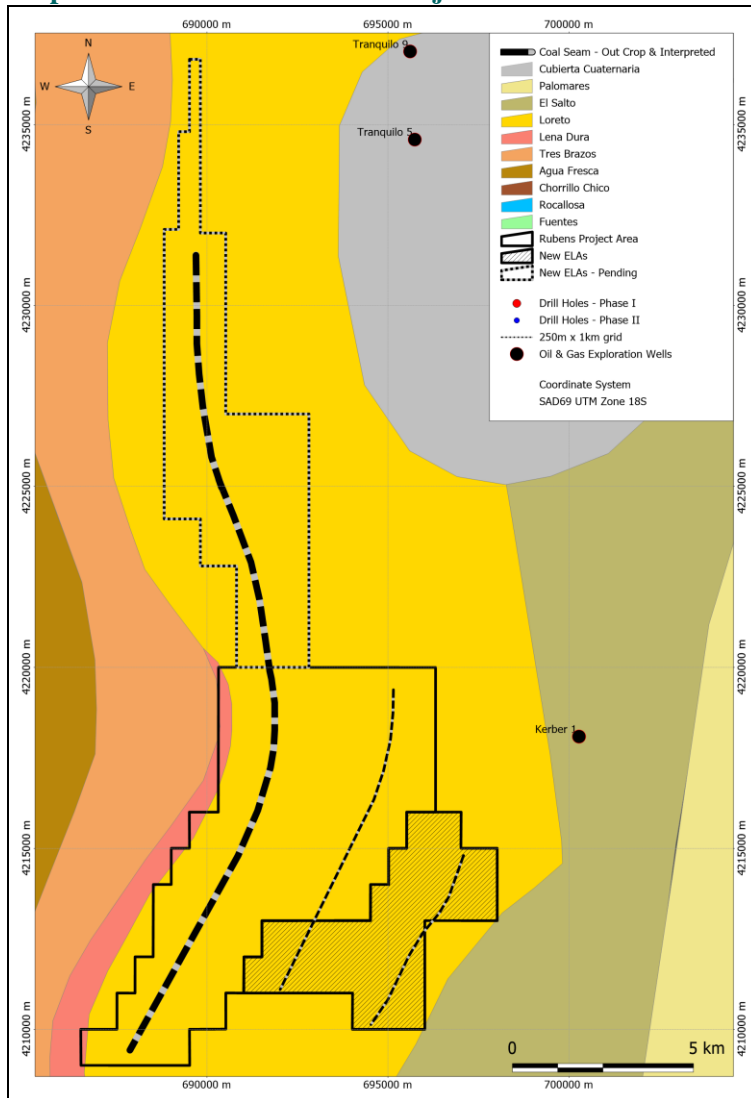 690000 m
695000 m
700000 m
Tranquilo 9
N
W
E
S
Tranquilo 5
Coal Seam - Out Crop & Interpreted
Cubierta Cuaternaria
Palomares
El Salto
Loreto
Lena Dura
Tres Brazos
Agua Fresca
Chorrillo Chico
Rocallosa
Fuentes
Rubens Project Area
New ELAs
New ELAs - Pending
Drill Holes - Phase I
Drill Holes - Phase II
250m x 1km grid
Oil & Gas Exploration Wells
Coordinate System
SAD69 UTM Zone 18S
4235000 m
4235000 m
4230000 m
4230000 m
4225000 m
4225000 m
4220000 m
4220000 m
Kerber 1
4215000 m
4215000 m
4210000 m
4210000 m
0
5 km
690000 m
695000 m
700000 m